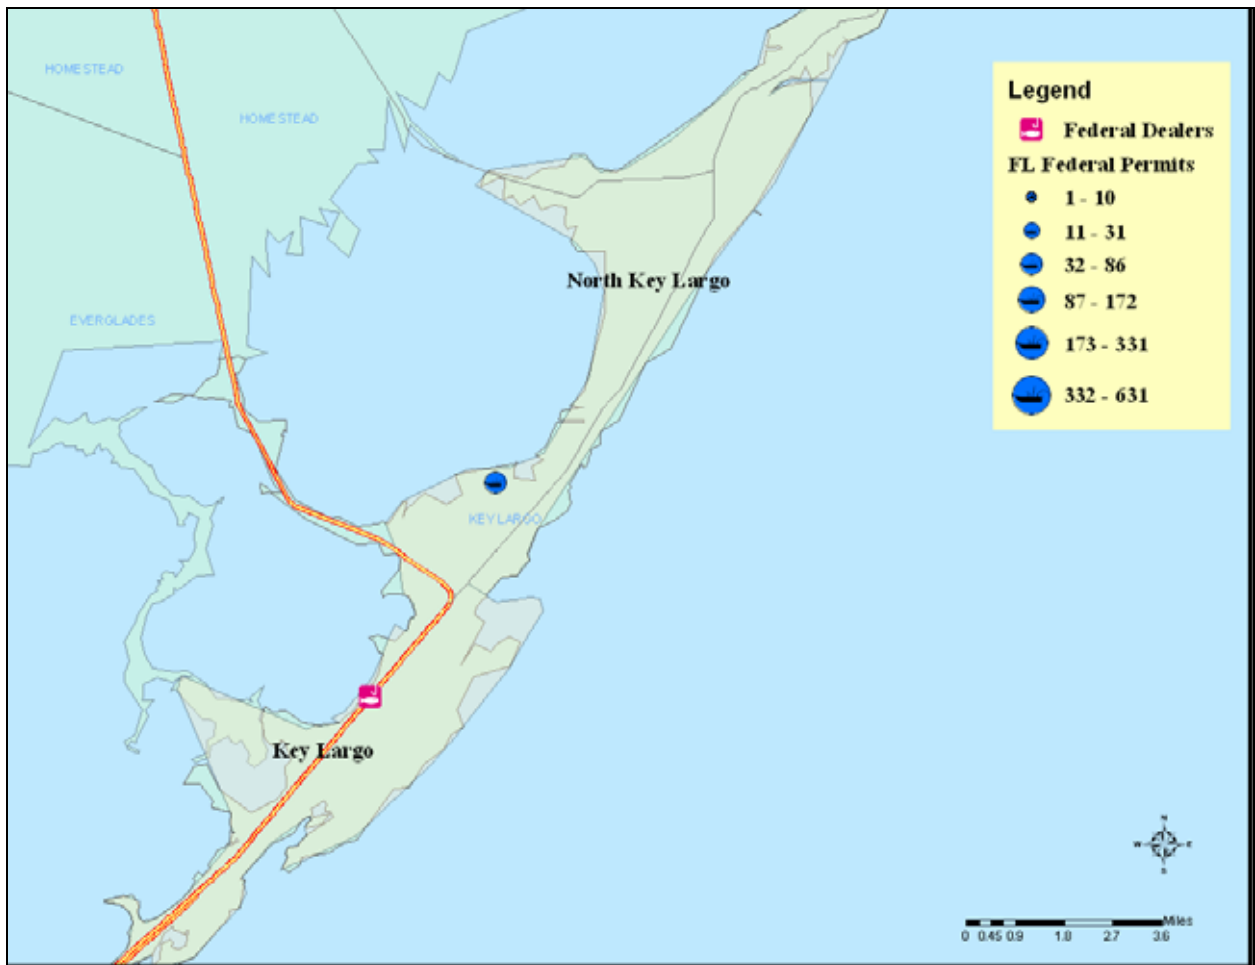 HOMESTEAD
HOMESTEAD
Legend
Federal Dealers
FL Federal Permits
1 - 10
11 - 31
32 - 86
87 - 172
173 - 331
332 - 631
North Key Largo
EVERGLADES
KEY LARGO
Key Largo
N
W E
S
Miles
0 0.45 0.9 1.8 2.7 3.6